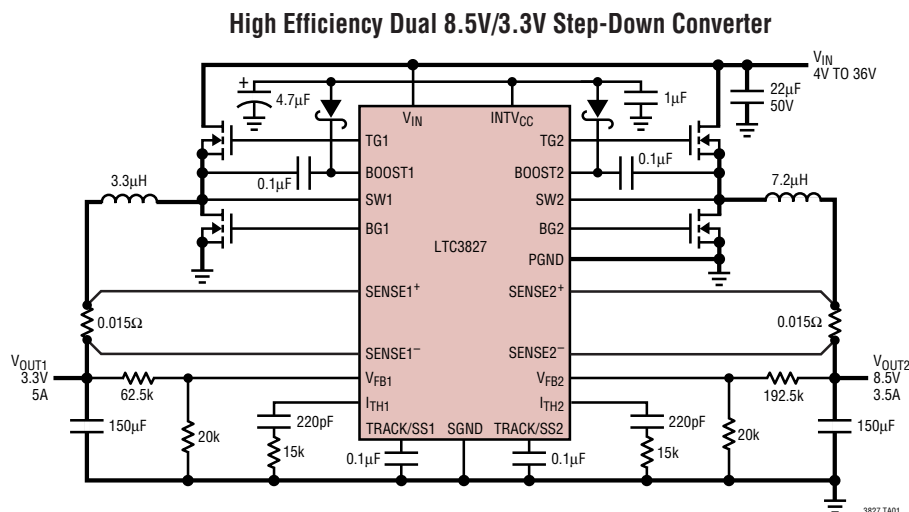 High Efficiency Dual 8.5V/3.3V Step-Down Converter
VIN
4V TO 36V
+
4.7µF
1µF
22µF
50V
VIN
INTVCC
TG1
TG2
0.1µF
BOOST1
BOOST2
0.1µF
3.3µH
7.2µH
SW1
SW2
BG1
BG2
LTC3827
PGND
SENSE1+
SENSE2+
0.015Ω
0.015Ω
SENSE1–
SENSE2–
VOUT1
3.3V
5A
VOUT2
8.5V
3.5A
VFB1
VFB2
62.5k
192.5k
ITH1
ITH2
150µF
220pF
220pF
150µF
20k
20k
TRACK/SS1
SGND
TRACK/SS2
15k
15k
0.1µF
0.1µF
3827 TA01